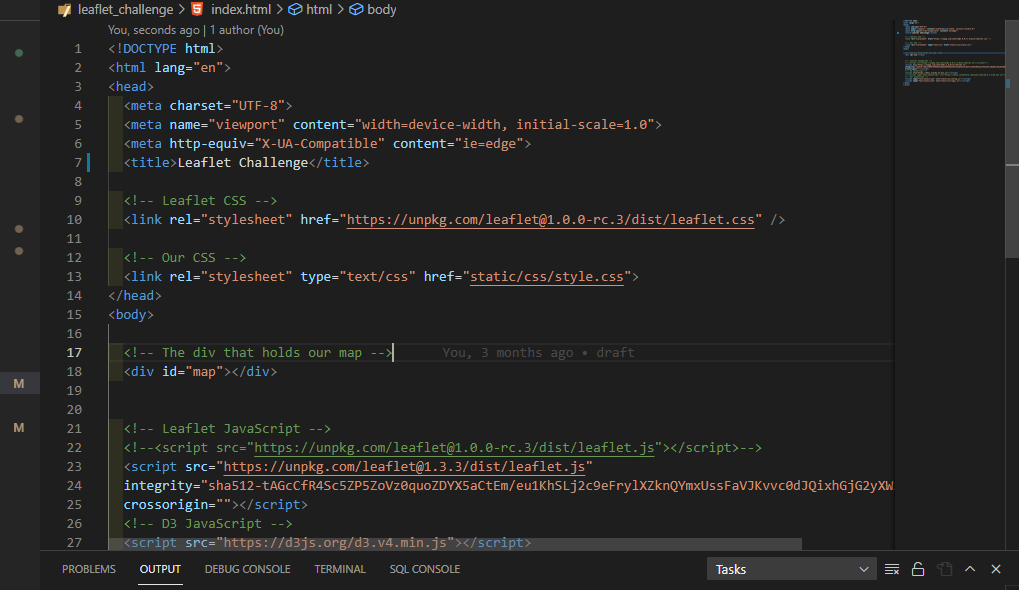 leaflet_challenge > index.html > html > body
You, seconds ago | 1 author (You)
1 <!DOCTYPE html>
2 <html lang="en">
3 <head>
4 <meta charset="UTF-8">
5 <meta name="viewport" content="width=device-width, initial-scale=1.0">
6 <meta http-equiv="X-UA-Compatible" content="ie=edge">
7 <title>Leaflet Challenge</title>
8
9 <!-- Leaflet CSS -->
10 <link rel="stylesheet" href="https://unpkg.com/leaflet@1.0.0-rc.3/dist/leaflet.css" />
11
12 <!-- Our CSS -->
13 <link rel="stylesheet" type="text/css" href="static/css/style.css">
14 </head>
15 <body>
16
M 17 <!-- The div that holds our map --> You, 3 months ago • draft
18 <div id="map"></div>
19
20
M 21 <!-- Leaflet JavaScript -->
22 <!--<script src="https://unpkg.com/leaflet@1.0.0-rc.3/dist/leaflet.js"></script>-->
23 <script src="https://unpkg.com/leaflet@1.3.3/dist/leaflet.js"
24 integrity="sha512-tAGcCfR4Sc5ZP5ZoVz0quoZDYX5aCtEm/eu1KhSLj2c9eFrylXZknQYmxUssFaVJKvvc0dJQixhGjG2yXW
25 crossorigin=""></script>
26 <!-- D3 JavaScript -->
27 <script src="https://d3js.org/d3.v4.min.js"></script>
PROBLEMS OUTPUT DEBUG CONSOLE TERMINAL SQL CONSOLE Tasks